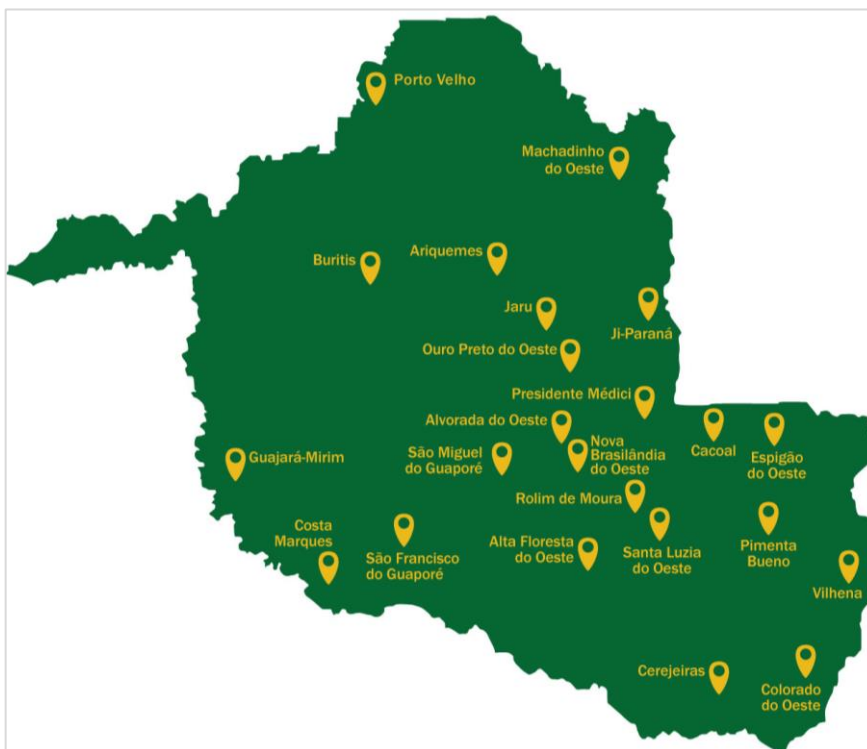 Porto Velho
Machadinho
do Oeste
Ariquemes
Buritis
Jaru
Ji-Paraná
Ouro Preto do Oeste
Presidente Médici
Alvorada do Oeste
Nova
Brasilândia
do Oeste
São Miguel
do Guaporé
Cacoal
Espigão
do Oeste
Guajará-Mirim
Rolim de Moura
Costa
Marques
São Francisco
do Guaporé
Alta Floresta
do Oeste
Santa Luzia
do Oeste
Pimenta
Bueno
Vilhena
Cerejeiras
Colorado
do Oeste